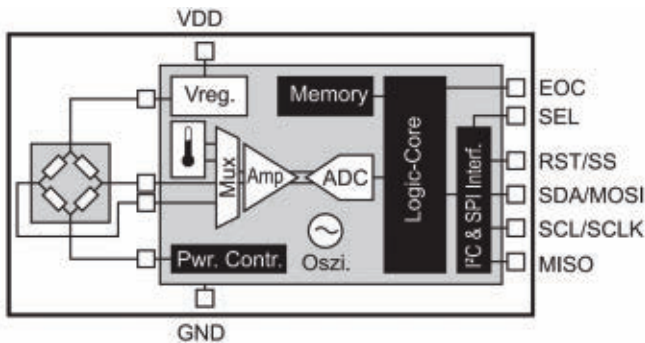 VDD
Vreg.
Memory
EOC
SEL
Mux
Amp
ADC
Logic-Core
I²C & SPI Interf.
RST/SS
SDA/MOSI
SCL/SCLK
MISO
Pwr. Contr.
Oszi.
GND